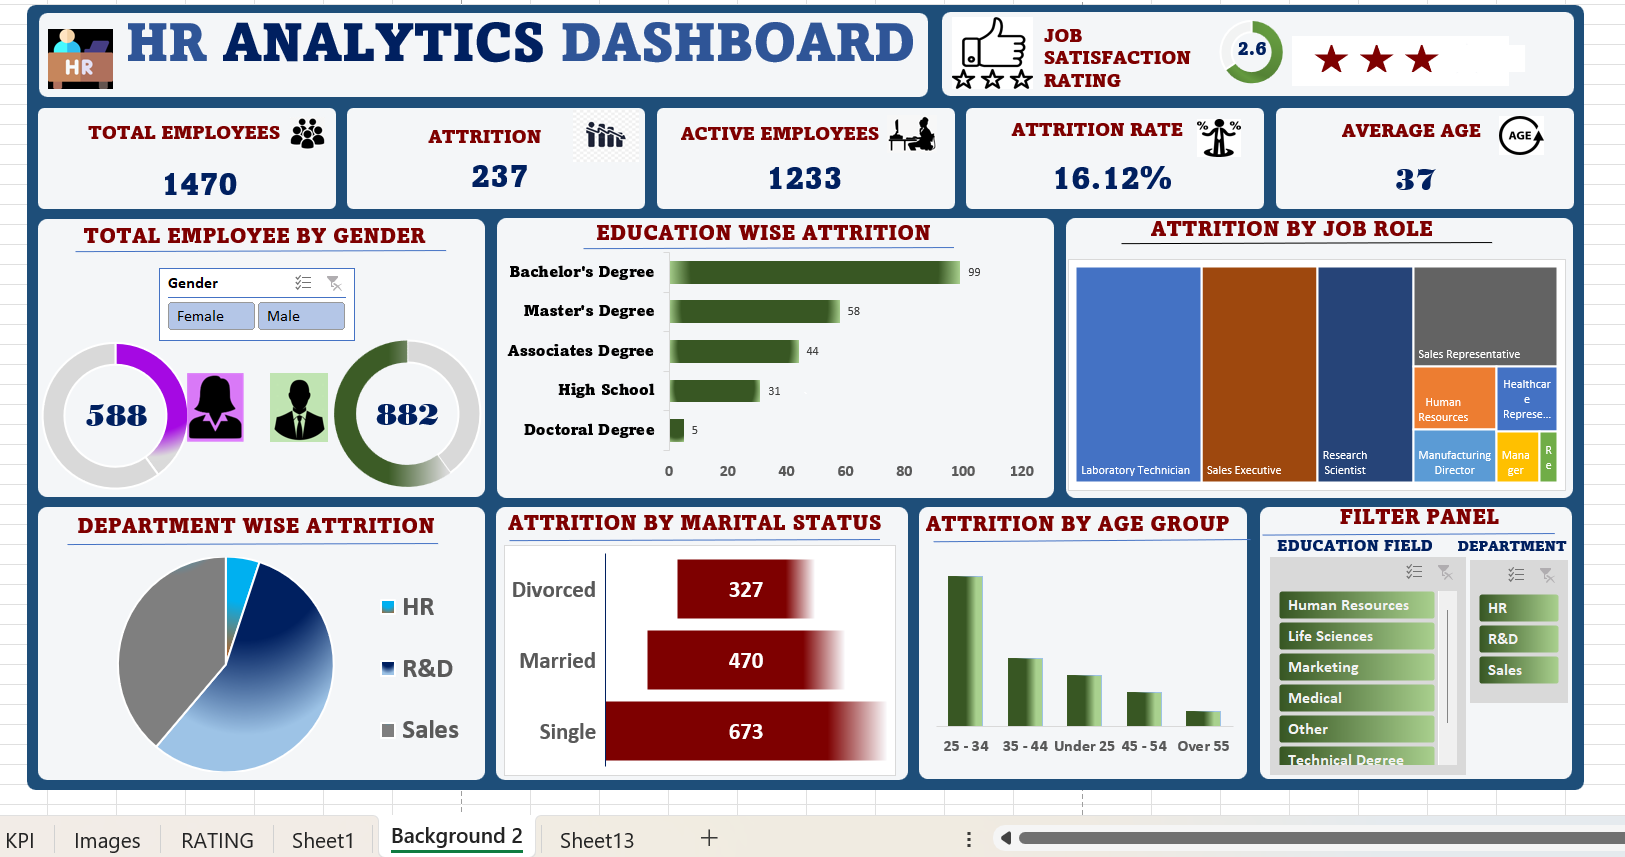 HR ANALYTICS DASHBOARD
HR
JOB
SATISFACTION
RATING
2.6
TOTAL EMPLOYEES
1470
ATTRITION
237
ACTIVE EMPLOYEES
1233
ATTRITION RATE
% %
16.12%
AVERAGE AGE
AGE
37
TOTAL EMPLOYEE BY GENDER
Gender
Female
Male
588
882
EDUCATION WISE ATTRITION
Bachelor's Degree 99
Master's Degree 58
Associates Degree 44
High School 31
Doctoral Degree 5
0 20 40 60 80 100 120
ATTRITION BY JOB ROLE
Laboratory Technician
Sales Executive
Research
Scientist
Sales Representative
Human
Resources
Healthcar
e
Represe...
Manufacturing
Director
Mana
ger
R
e
DEPARTMENT WISE ATTRITION
HR
R&D
Sales
ATTRITION BY MARITAL STATUS
Divorced 327
Married 470
Single 673
ATTRITION BY AGE GROUP
25 - 34 35 - 44 Under 25 45 - 54 Over 55
FILTER PANEL
EDUCATION FIELD
Human Resources
Life Sciences
Marketing
Medical
Other
Technical Degree
DEPARTMENT
HR
R&D
Sales
KPI Images RATING Sheet1 Background 2 Sheet13